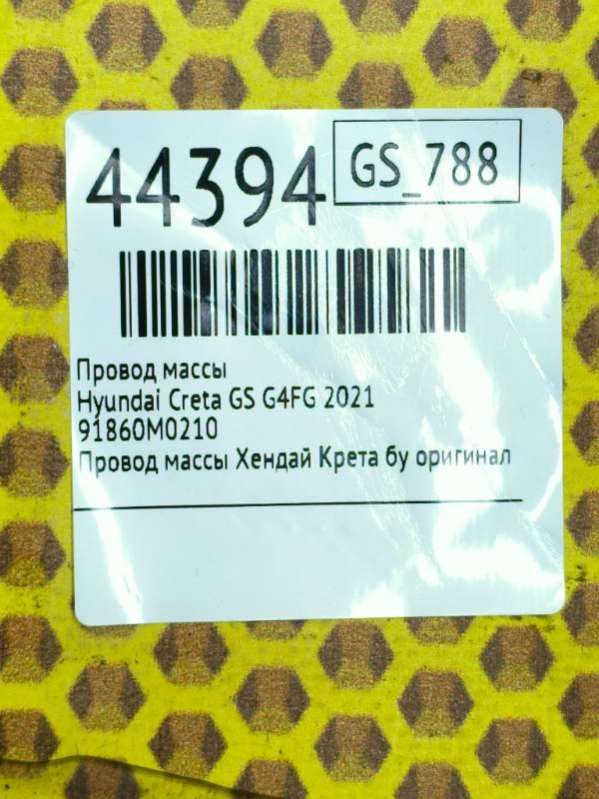 44394 GS_788
Провод массы
Hyundai Creta GS G4FG 2021
91860M0210
Провод массы Хендай Крета бу оригинал